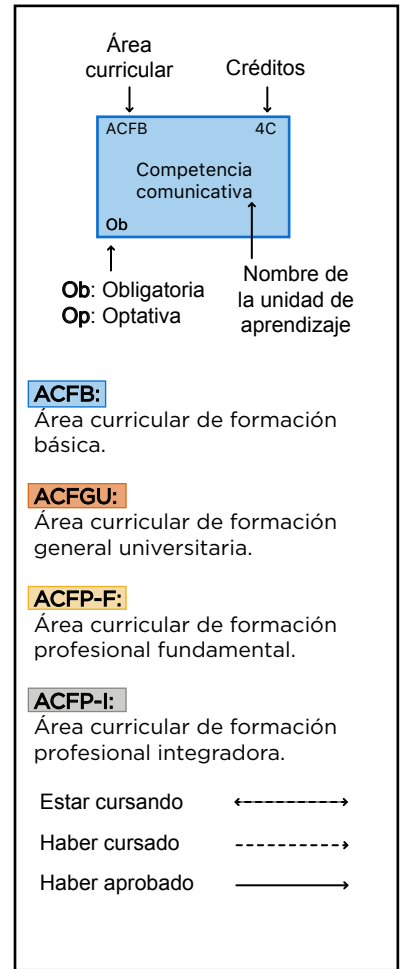 Área
curricular
Créditos
ACFB 4C
Competencia
comunicativa
Ob
Ob: Obligatoria
Op: Optativa
Nombre de
la unidad de
aprendizaje
ACFB:
Área curricular de formación
básica.
ACFGU:
Área curricular de formación
general universitaria.
ACFP-F:
Área curricular de formación
profesional fundamental.
ACFP-I:
Área curricular de formación
profesional integradora.
Estar cursando
Haber cursado
Haber aprobado